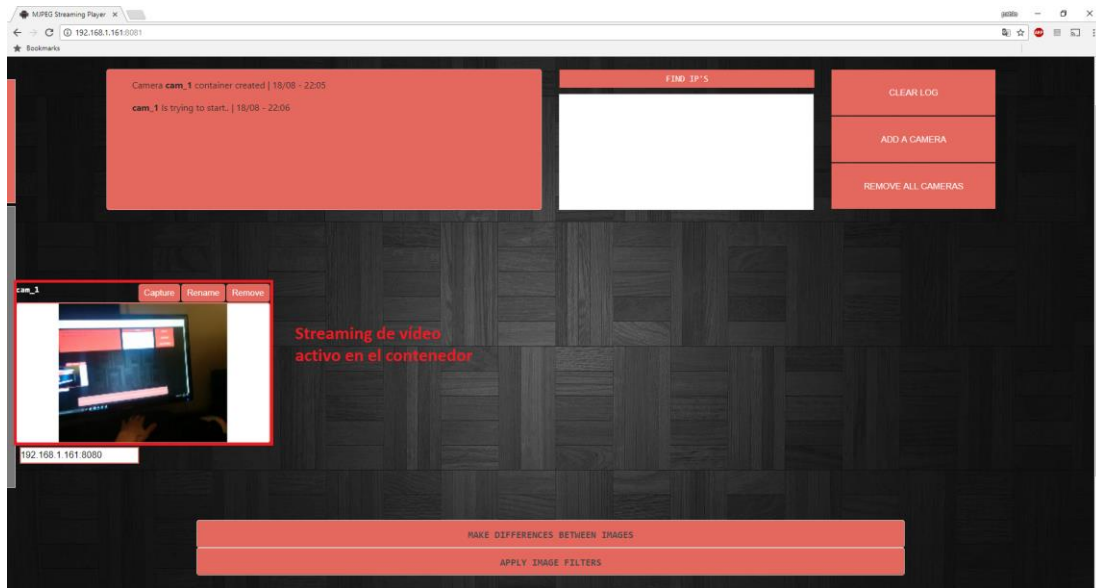 MJPEG Streaming Player
192.168.1.161:8081
Bookmarks
Camera cam_1 container created | 18/08 - 22:05
cam_1 is trying to start.. | 18/08 - 22:06
FIND IP'S
CLEAR LOG
ADD A CAMERA
REMOVE ALL CAMERAS
cam_1
Capture
Rename
Remove
Streaming de vídeo
activo en el contenedor
192.168.1.161:8080
MAKE DIFFERENCES BETWEEN IMAGES
APPLY IMAGE FILTERS